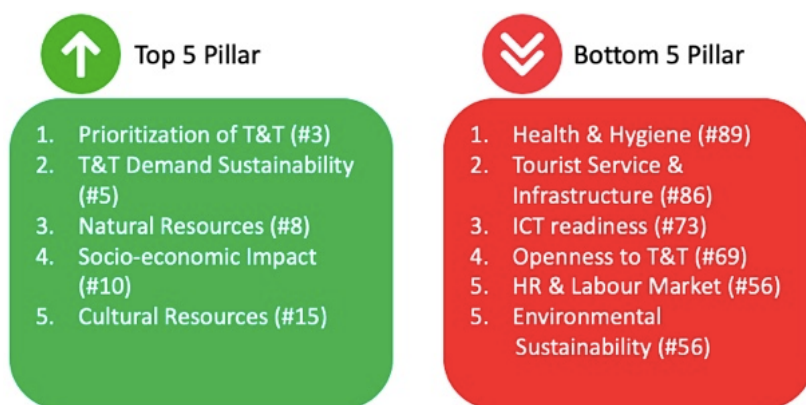 Top 5 Pillar
1. Prioritization of T&T (#3)
2. T&T Demand Sustainability
(#5)
3. Natural Resources (#8)
4. Socio-economic Impact
(#10)
5. Cultural Resources (#15)
Bottom 5 Pillar
1. Health & Hygiene (#89)
2. Tourist Service &
Infrastructure (#86)
3. ICT readiness (#73)
4. Openness to T&T (#69)
5. HR & Labour Market (#56)
5. Environmental
Sustainability (#56)